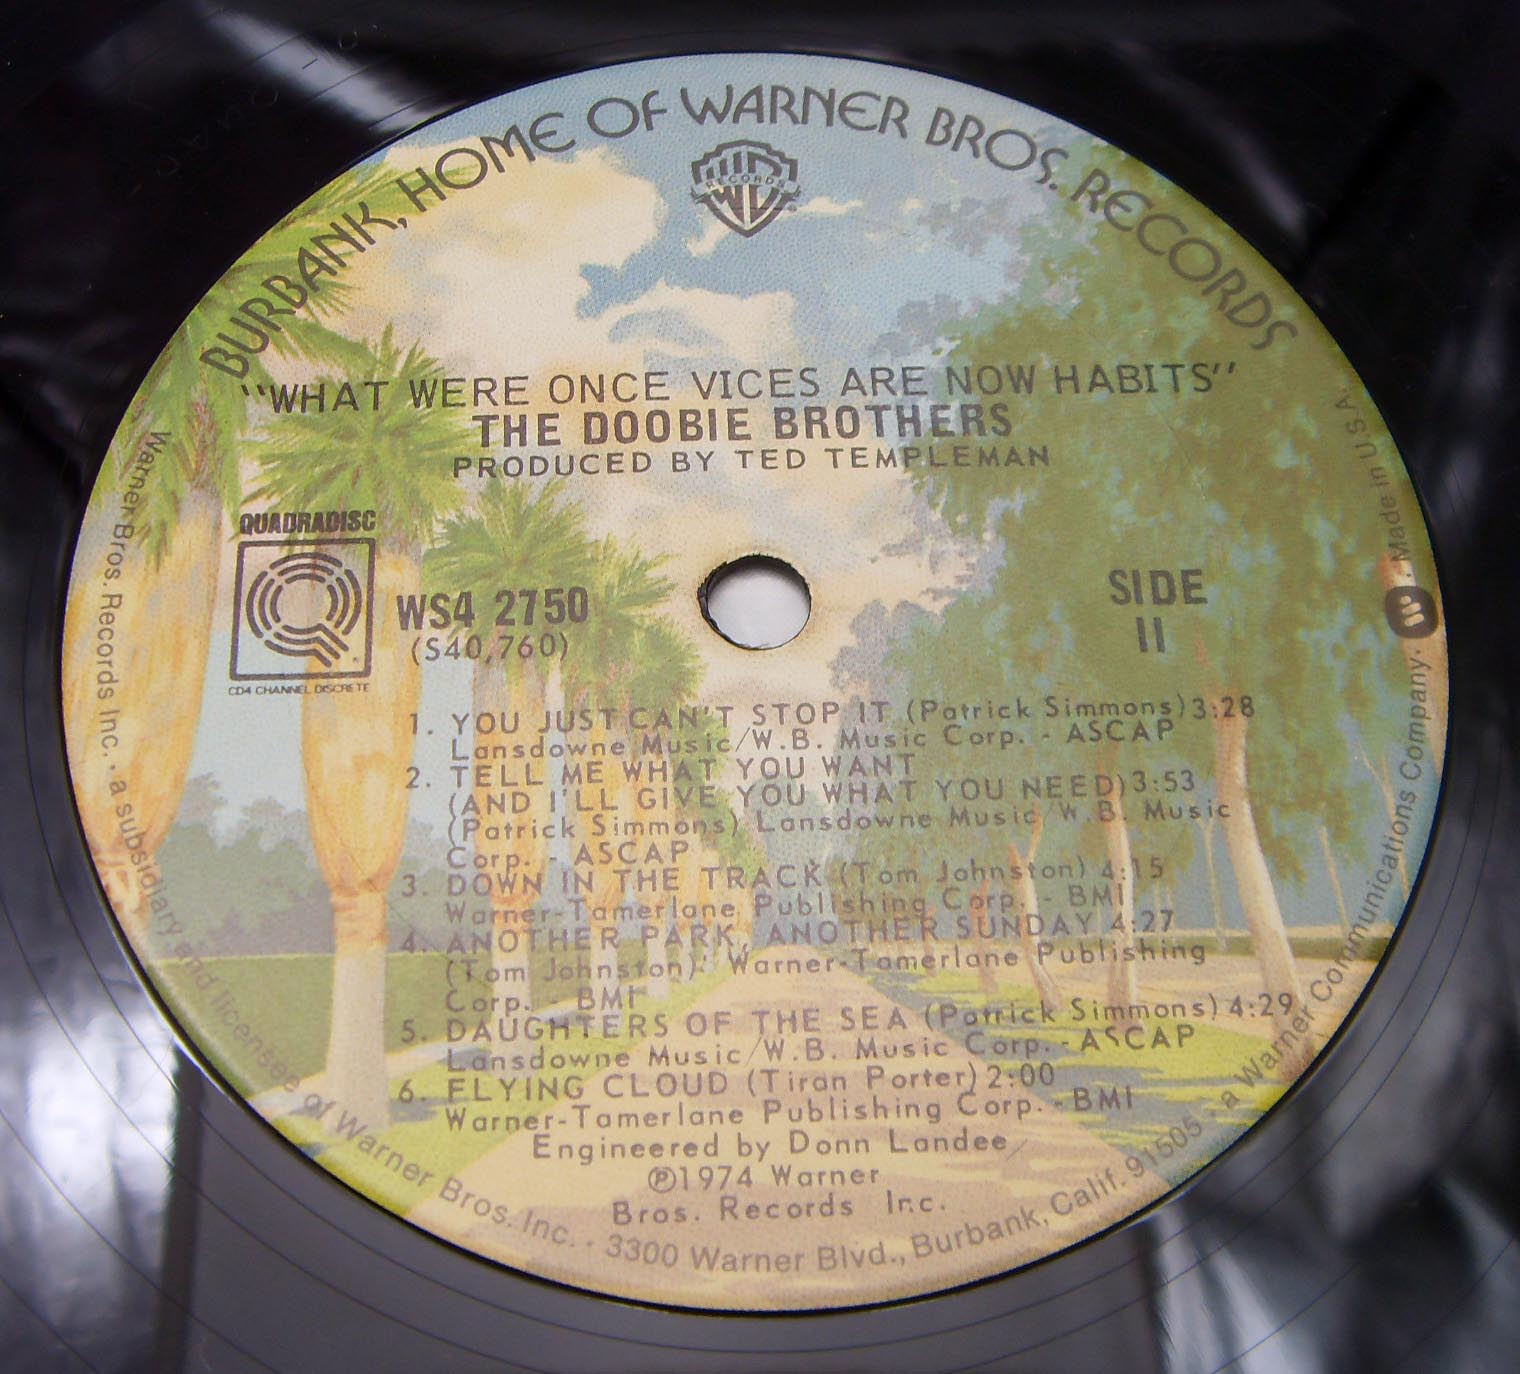 BURBANK, HOME OF WARNER BROS. RECORDS
RECORDS
"WHAT WERE ONCE VICES ARE NOW HABITS"
THE DOOBIE BROTHERS
PRODUCED BY TED TEMPLEMAN
QUADRADISC
CD4 CHANNEL DISCRETE
WS4 2750
(S40,760)
SIDE
II
1. YOU JUST CAN'T STOP IT (Patrick Simmons) 3:28
Lansdowne Music/W.B. Music Corp. - ASCAP
2. TELL ME WHAT YOU WANT
(AND I'LL GIVE YOU WHAT YOU NEED) 3:53
(Patrick Simmons) Lansdowne Music/W.B. Music
Corp. - ASCAP
3. DOWN IN THE TRACK (Tom Johnston) 4:15
Warner-Tamerlane Publishing Corp. - BMI
4. ANOTHER PARK, ANOTHER SUNDAY 4:27
(Tom Johnston) Warner-Tamerlane Publishing
Corp. - BMI
5. DAUGHTERS OF THE SEA (Patrick Simmons) 4:29
Lansdowne Music/W.B. Music Corp. - ASCAP
6. FLYING CLOUD (Tiran Porter) 2:00
Warner-Tamerlane Publishing Corp. - BMI
Engineered by Donn Landee
℗1974 Warner
Bros. Records Inc.
Warner Bros. Records Inc. · a subsidiary and licensee of Warner Bros. Inc. · 3300 Warner Blvd., Burbank, Calif. 91505 · a Warner Communications Company · Made in U.S.A.